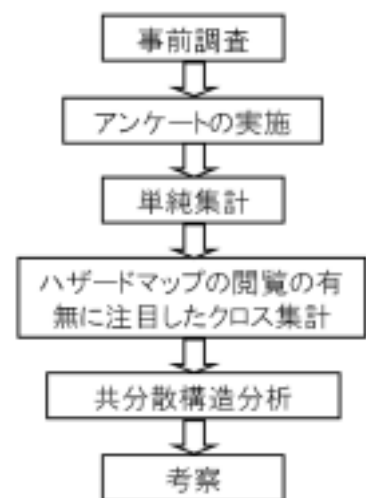 事前調査
アンケートの実施
単純集計
ハザードマップの閲覧の有
無に注目したクロス集計
共分散構造分析
考察